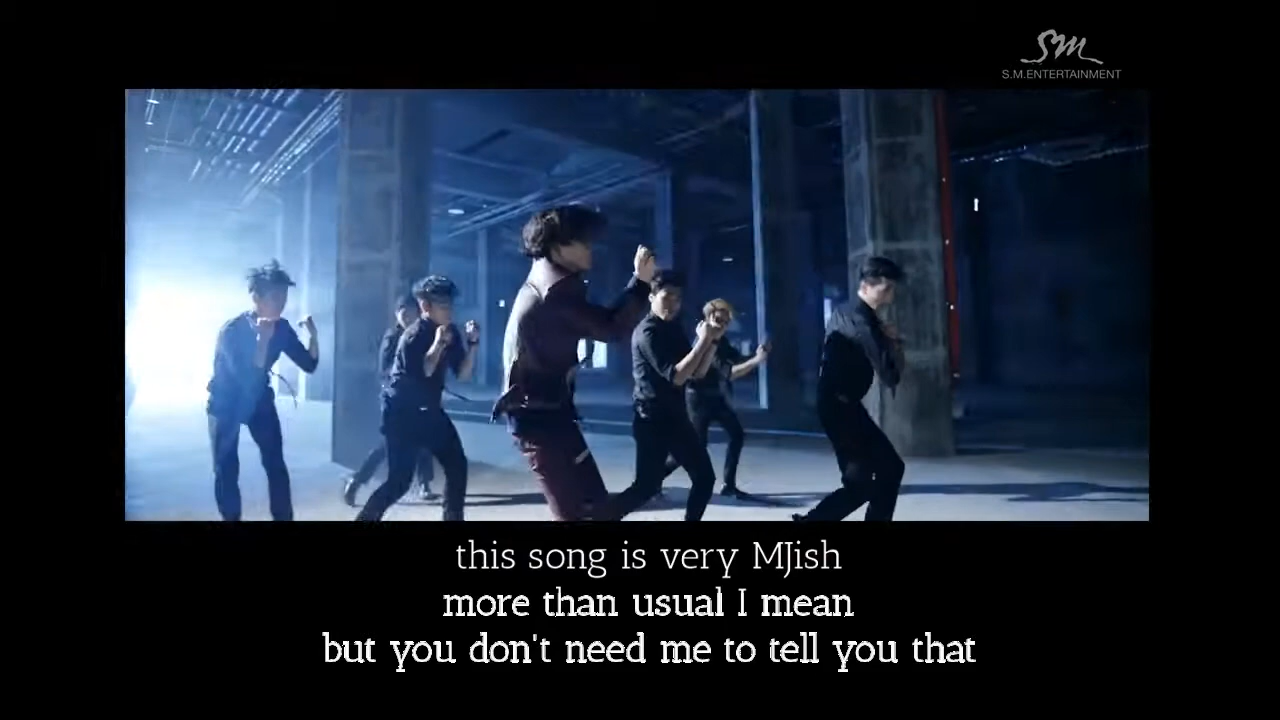 SM
S.M.ENTERTAINMENT
this song is very MJish
more than usual I mean
but you don't need me to tell you that